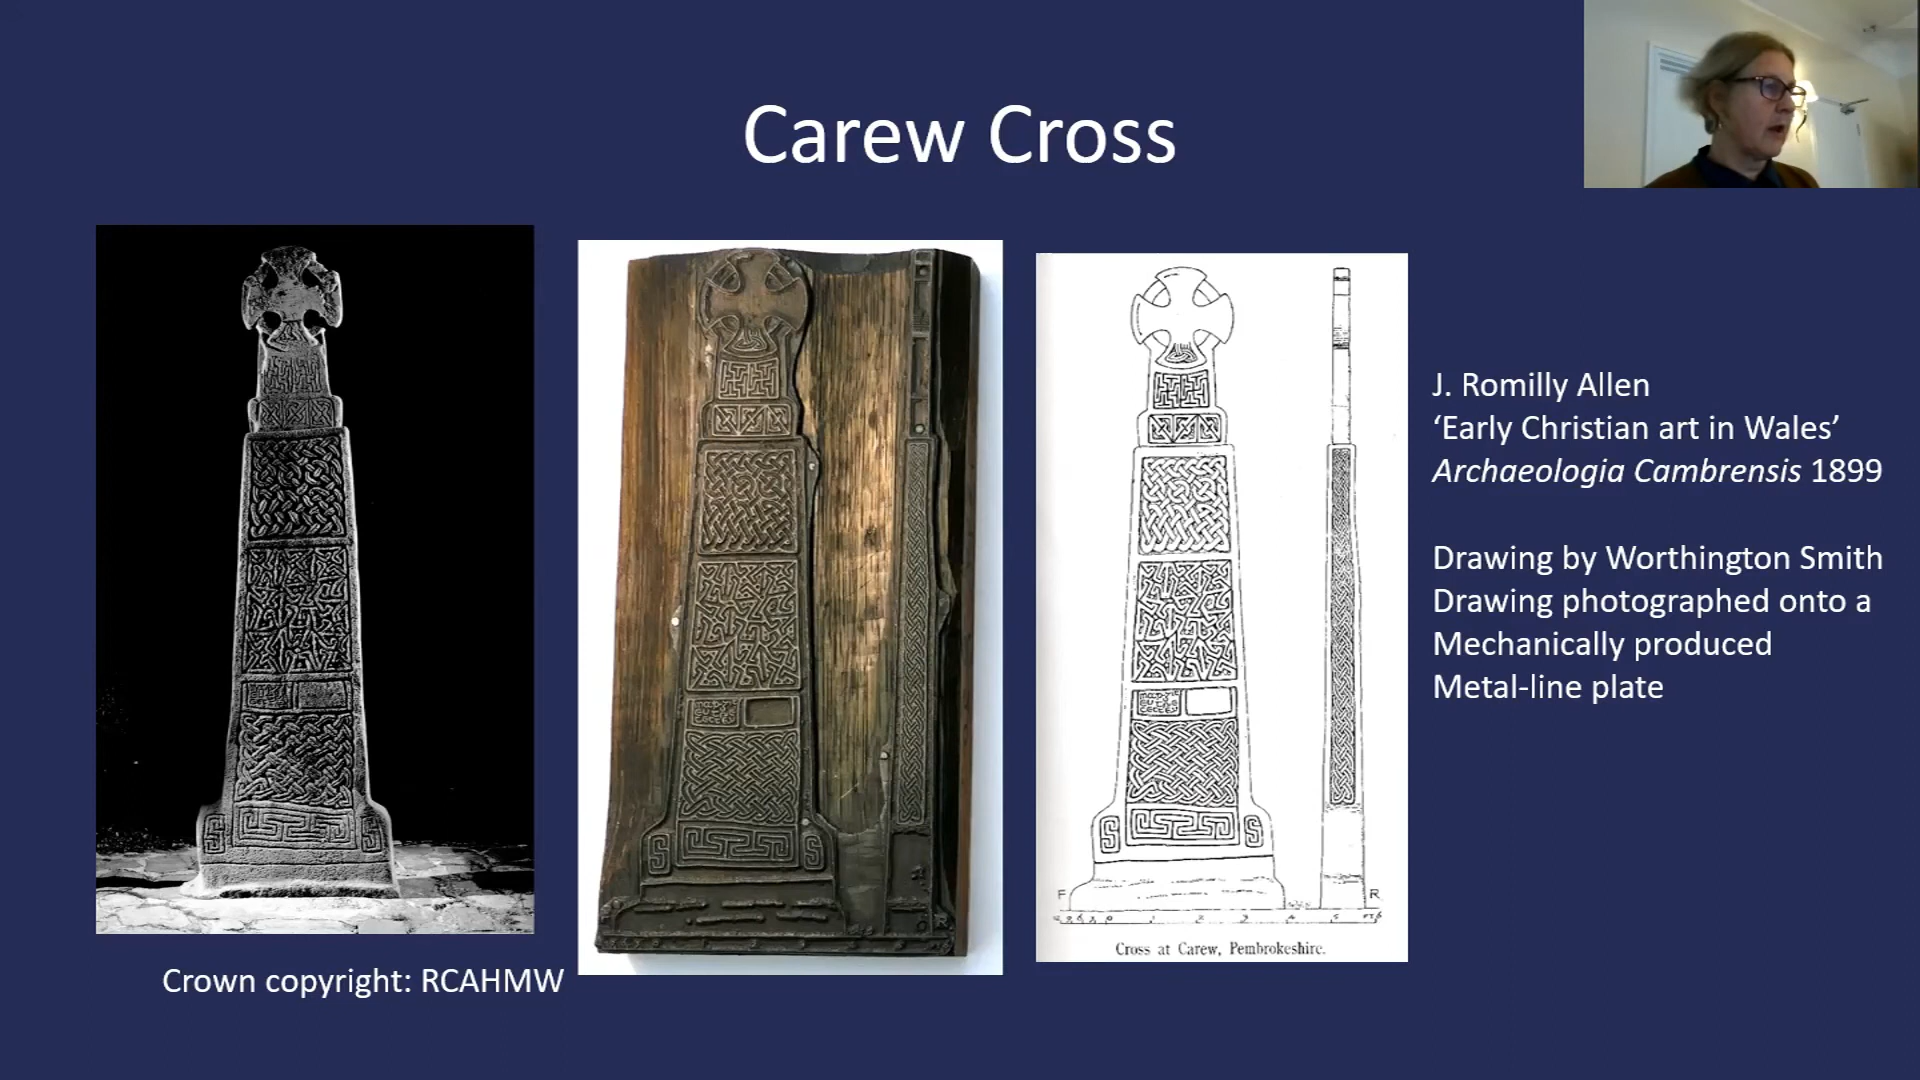 Carew Cross
J. Romilly Allen
‘Early Christian art in Wales’
Archaeologia Cambrensis 1899
Drawing by Worthington Smith
Drawing photographed onto a
Mechanically produced
Metal-line plate
F
R
Cross at Carew, Pembrokeshire.
Crown copyright: RCAHMW